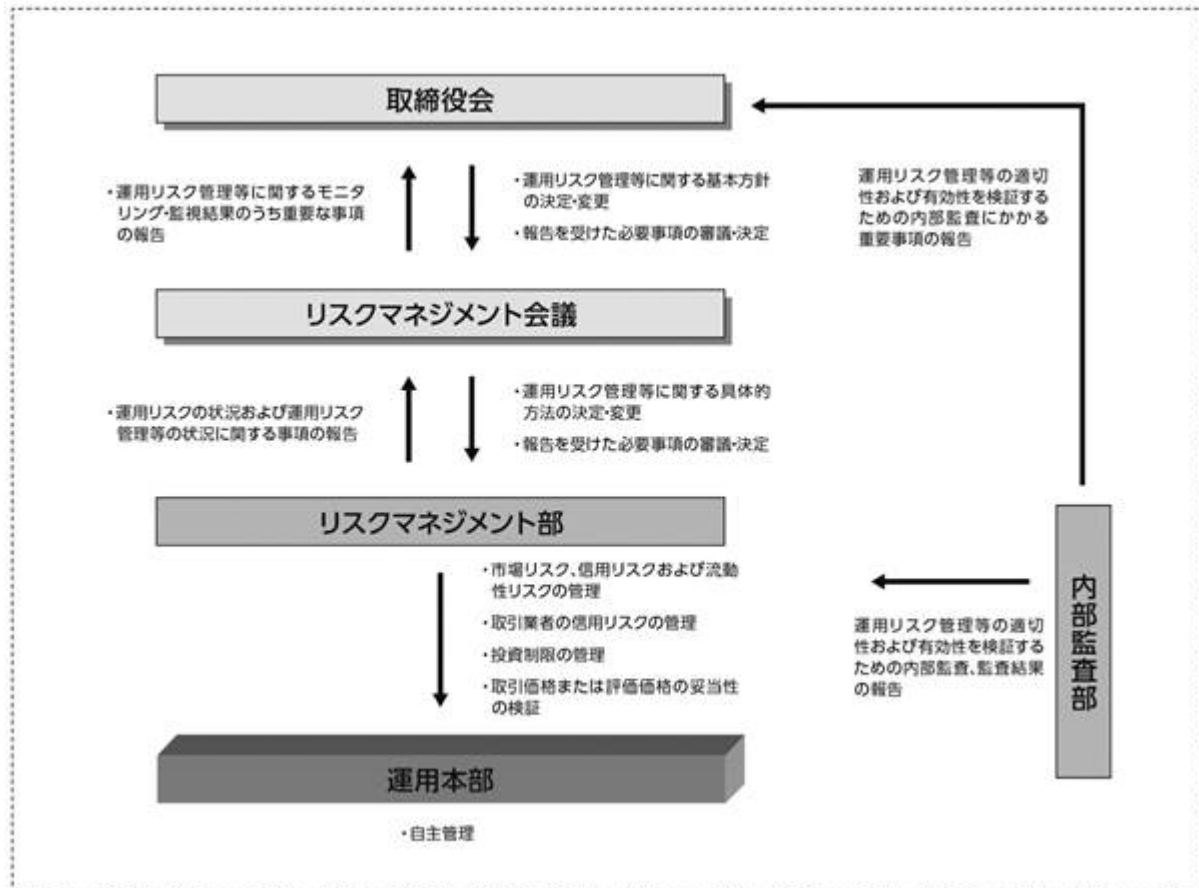 取締役会
・運用リスク管理等に関するモニタ
リング・監視結果のうち重要な事項
の報告
・運用リスク管理等に関する基本方針
の決定・変更
・報告を受けた必要事項の審議・決定
運用リスク管理等の適切
性および有効性を検証する
ための内部監査にかかる
重要事項の報告
リスクマネジメント会議
・運用リスクの状況および運用リスク
管理等の状況に関する事項の報告
・運用リスク管理等に関する具体的
方法の決定・変更
・報告を受けた必要事項の審議・決定
リスクマネジメント部
・市場リスク、信用リスクおよび流動
性リスクの管理
・取引業者の信用リスクの管理
・投資制限の管理
・取引価格または評価価格の妥当性
の検証
運用リスク管理等の適切
性および有効性を検証する
ための内部監査、監査結果
の報告
内部監査部
運用本部
・自主管理